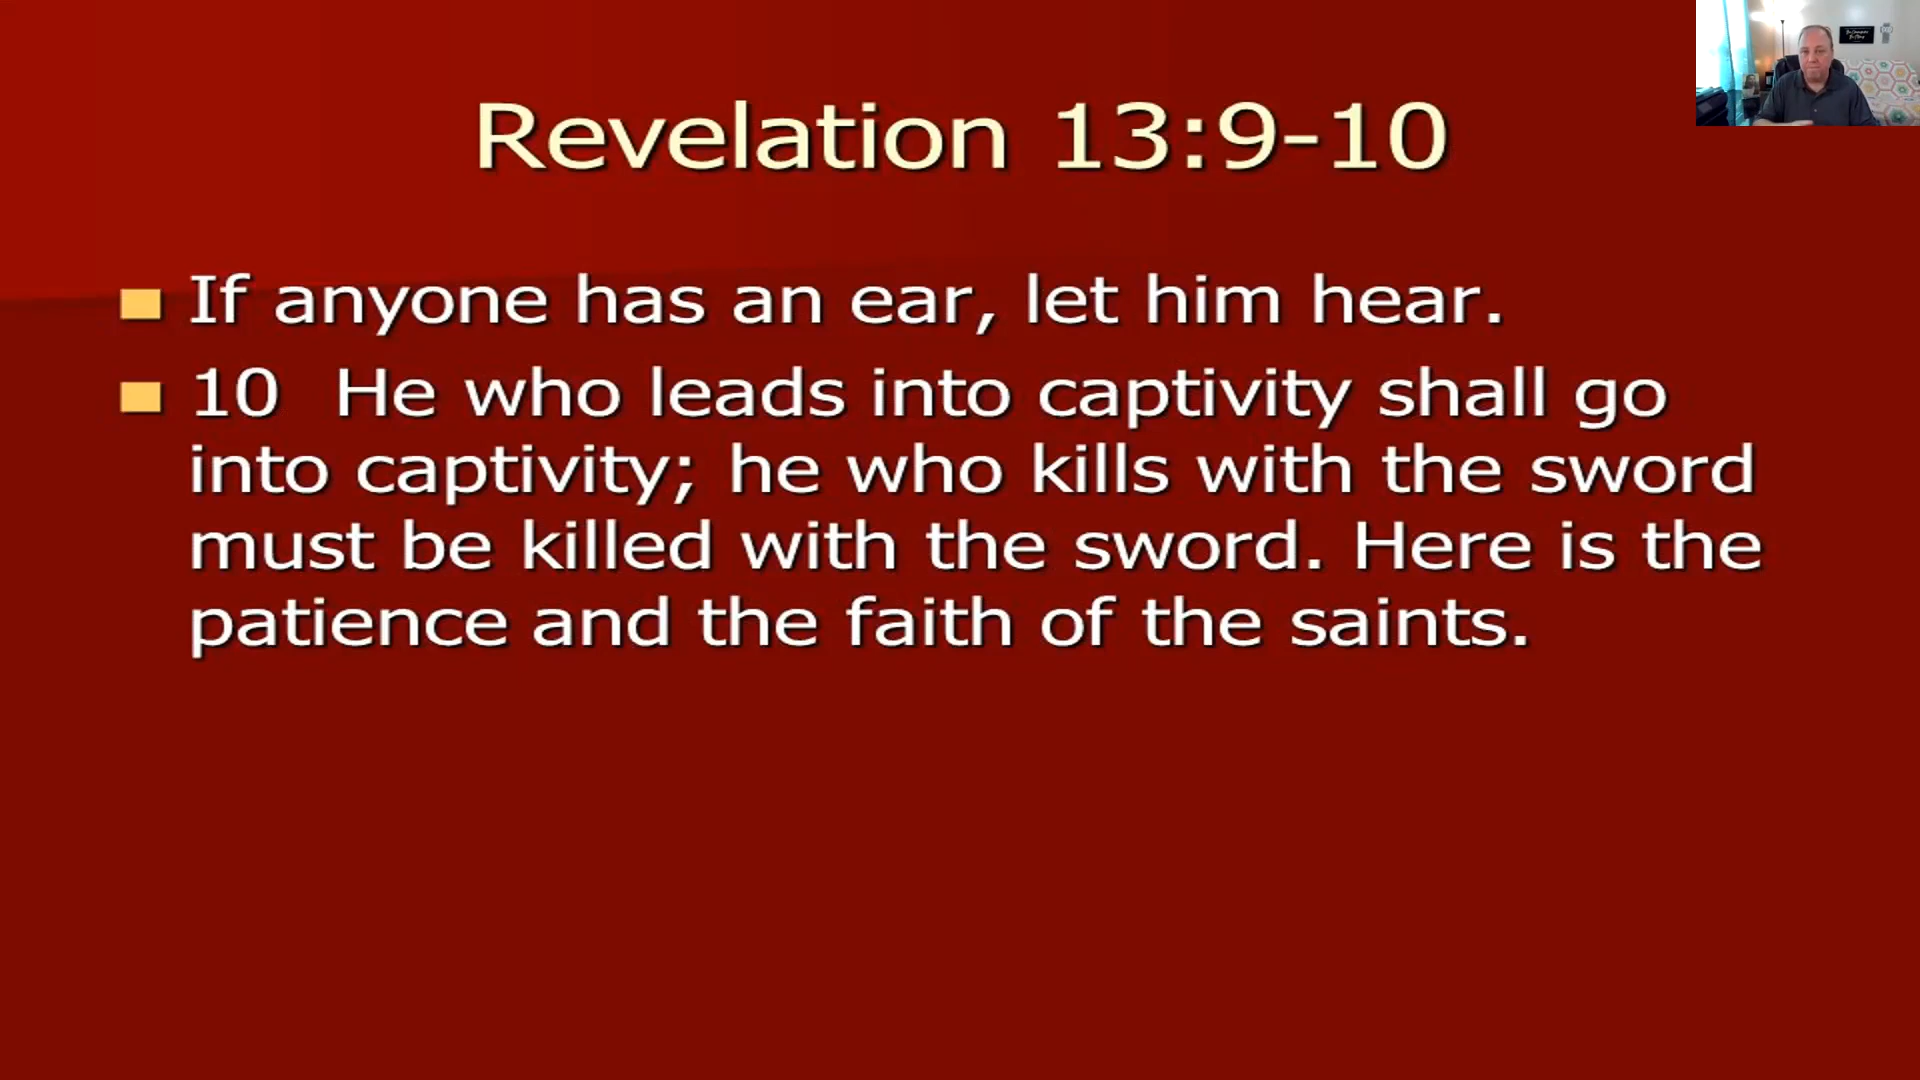 Revelation 13:9-10
If anyone has an ear, let him hear.
10 He who leads into captivity shall go
into captivity; he who kills with the sword
must be killed with the sword. Here is the
patience and the faith of the saints.